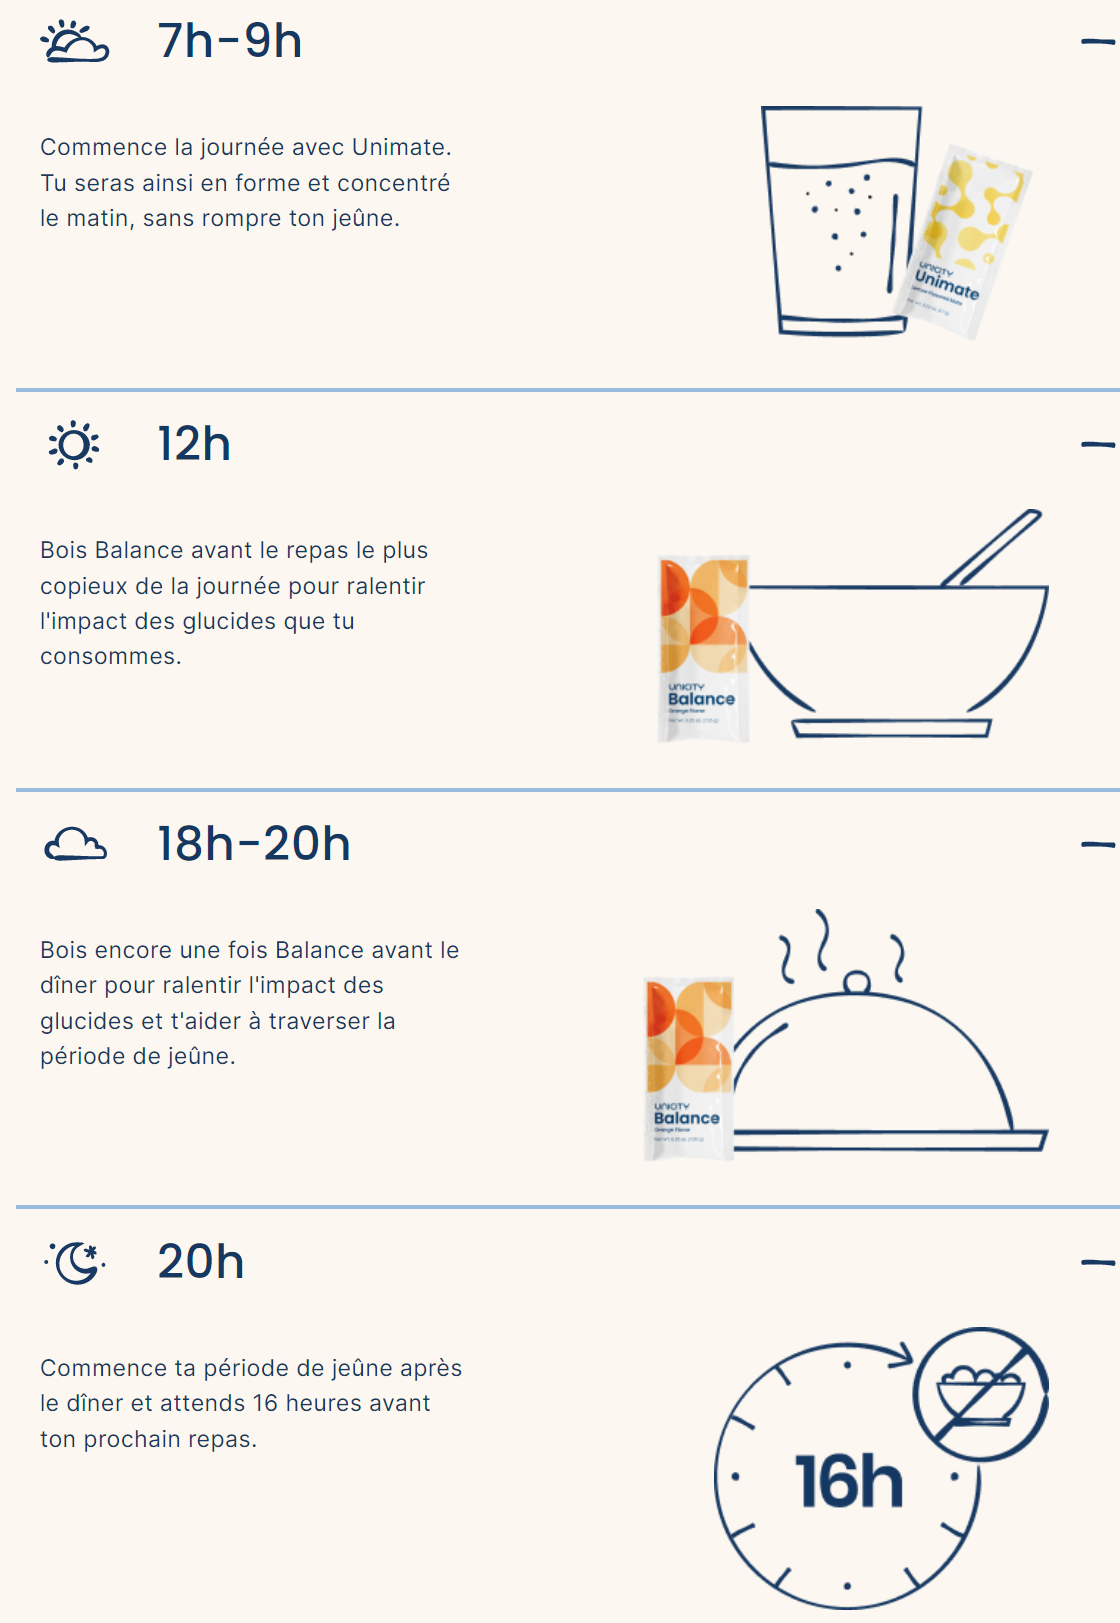 7h-9h
Commence la journée avec Unimate.
Tu seras ainsi en forme et concentré
le matin, sans rompre ton jeûne.
UNICITY
Unimate
12h
Bois Balance avant le repas le plus
copieux de la journée pour ralentir
l'impact des glucides que tu
consommes.
UNICITY
Balance
Orange Flavor
18h-20h
Bois encore une fois Balance avant le
dîner pour ralentir l'impact des
glucides et t'aider à traverser la
période de jeûne.
UNICITY
Balance
Orange Flavor
20h
Commence ta période de jeûne après
le dîner et attends 16 heures avant
ton prochain repas.
16h